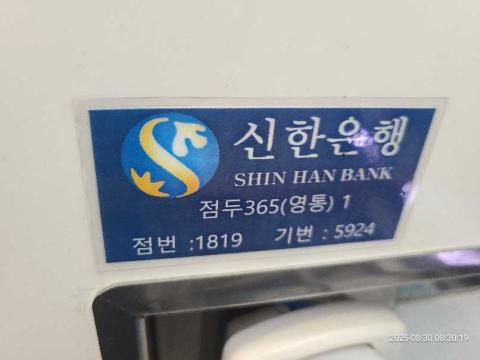 신한은행
SHIN HAN BANK
점두365(영통) 1
점번 :1819 기번 : 5924
2025-08-30 08:30:19